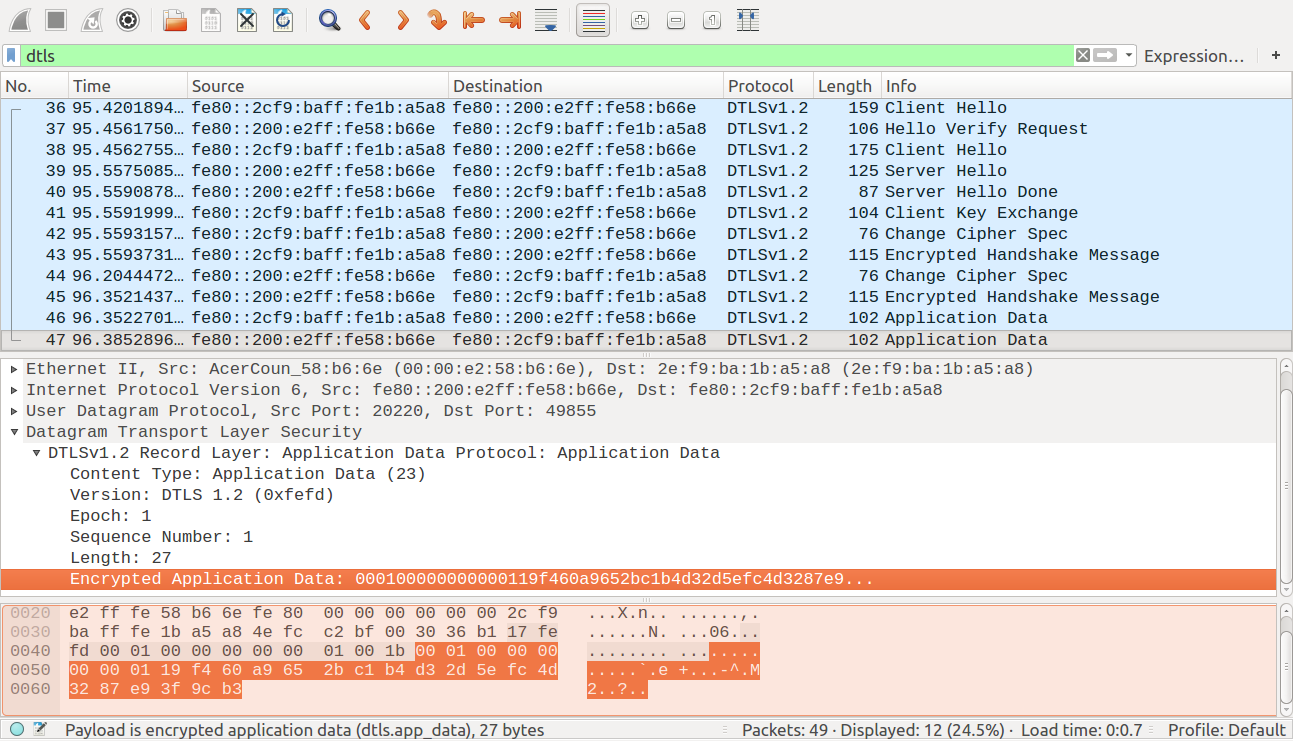 dtls Expression… +
No. Time Source Destination Protocol Length Info
36 95.4201894… fe80::2cf9:baff:fe1b:a5a8 fe80::200:e2ff:fe58:b66e DTLSv1.2 159 Client Hello
37 95.4561750… fe80::200:e2ff:fe58:b66e fe80::2cf9:baff:fe1b:a5a8 DTLSv1.2 106 Hello Verify Request
38 95.4562755… fe80::2cf9:baff:fe1b:a5a8 fe80::200:e2ff:fe58:b66e DTLSv1.2 175 Client Hello
39 95.5575085… fe80::200:e2ff:fe58:b66e fe80::2cf9:baff:fe1b:a5a8 DTLSv1.2 125 Server Hello
40 95.5590878… fe80::200:e2ff:fe58:b66e fe80::2cf9:baff:fe1b:a5a8 DTLSv1.2 87 Server Hello Done
41 95.5591999… fe80::2cf9:baff:fe1b:a5a8 fe80::200:e2ff:fe58:b66e DTLSv1.2 104 Client Key Exchange
42 95.5593157… fe80::2cf9:baff:fe1b:a5a8 fe80::200:e2ff:fe58:b66e DTLSv1.2 76 Change Cipher Spec
43 95.5593731… fe80::2cf9:baff:fe1b:a5a8 fe80::200:e2ff:fe58:b66e DTLSv1.2 115 Encrypted Handshake Message
44 96.2044472… fe80::200:e2ff:fe58:b66e fe80::2cf9:baff:fe1b:a5a8 DTLSv1.2 76 Change Cipher Spec
45 96.3521437… fe80::200:e2ff:fe58:b66e fe80::2cf9:baff:fe1b:a5a8 DTLSv1.2 115 Encrypted Handshake Message
46 96.3522701… fe80::2cf9:baff:fe1b:a5a8 fe80::200:e2ff:fe58:b66e DTLSv1.2 102 Application Data
47 96.3852896… fe80::200:e2ff:fe58:b66e fe80::2cf9:baff:fe1b:a5a8 DTLSv1.2 102 Application Data
Ethernet II, Src: AcerCoun_58:b6:6e (00:00:e2:58:b6:6e), Dst: 2e:f9:ba:1b:a5:a8 (2e:f9:ba:1b:a5:a8)
Internet Protocol Version 6, Src: fe80::200:e2ff:fe58:b66e, Dst: fe80::2cf9:baff:fe1b:a5a8
User Datagram Protocol, Src Port: 20220, Dst Port: 49855
Datagram Transport Layer Security
DTLSv1.2 Record Layer: Application Data Protocol: Application Data
Content Type: Application Data (23)
Version: DTLS 1.2 (0xfefd)
Epoch: 1
Sequence Number: 1
Length: 27
Encrypted Application Data: 000100000000000119f460a9652bc1b4d32d5efc4d3287e9...
0020 e2 ff fe 58 b6 6e fe 80 00 00 00 00 00 00 2c f9 ...X.n.. ......,.
0030 ba ff fe 1b a5 a8 4e fc c2 bf 00 30 36 b1 17 fe ......N. ...06...
0040 fd 00 01 00 00 00 00 00 01 00 1b 00 01 00 00 00 ........ ........
0050 00 00 01 19 f4 60 a9 65 2b c1 b4 d3 2d 5e fc 4d .....`.e +...-^.M
0060 32 87 e9 3f 9c b3 2..?..
Payload is encrypted application data (dtls.app_data), 27 bytes Packets: 49 · Displayed: 12 (24.5%) · Load time: 0:0.7 Profile: Default